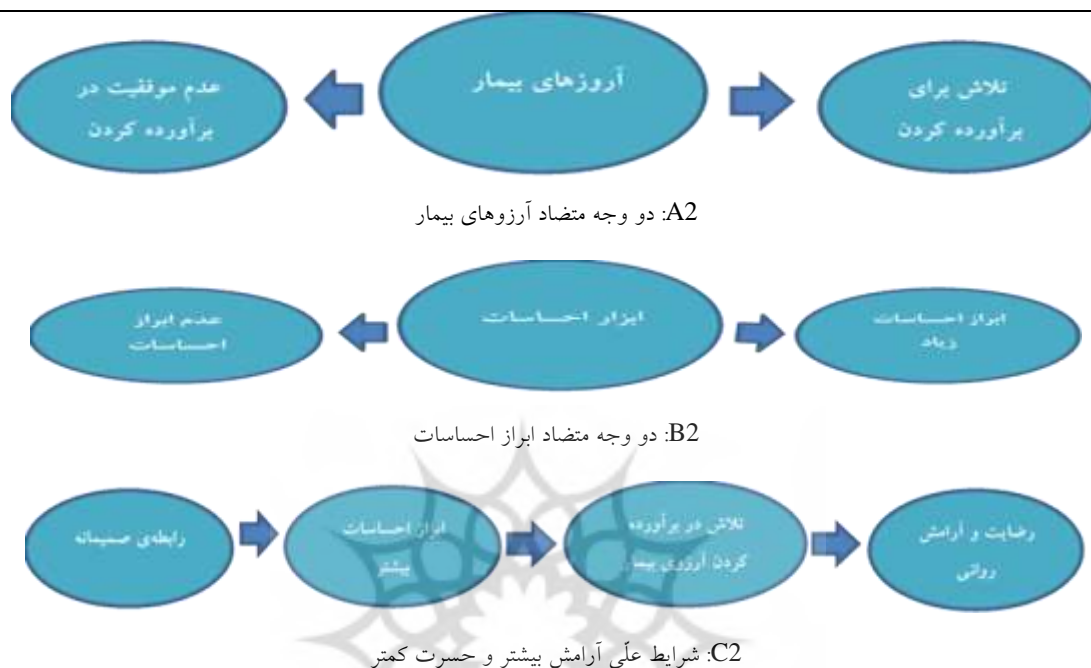 تلاش برای
برآورده کردن
آروزهای بیمار
عدم موفقیت در
برآورده کردن
A2: دو وجه متضاد آرزوهای بیمار
ابراز احساسات
زیاد
ابزار احساسات
عدم ابراز
احساسات
B2: دو وجه متضاد ابراز احساسات
رابطه‌ی صمیمانه
ابراز احساسات
بیشتر
تلاش در برآورده
کردن آرزوی بیمار
رضایت و آرامش
روانی
C2: شرایط علّی آرامش بیشتر و حسرت کمتر